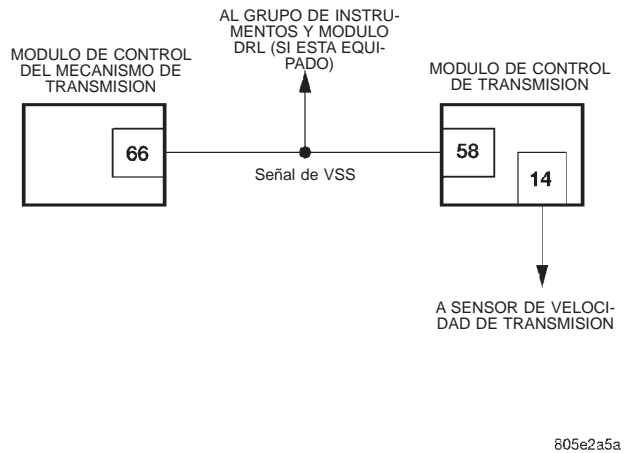 AL GRUPO DE INSTRU-
MENTOS Y MODULO
DRL (SI ESTA EQUI-
PADO)
MODULO DE CONTROL
DEL MECANISMO DE
TRANSMISION
MODULO DE CONTROL
DE TRANSMISION
66
58
Señal de VSS
14
A SENSOR DE VELOCI-
DAD DE TRANSMISION
805e2a5a